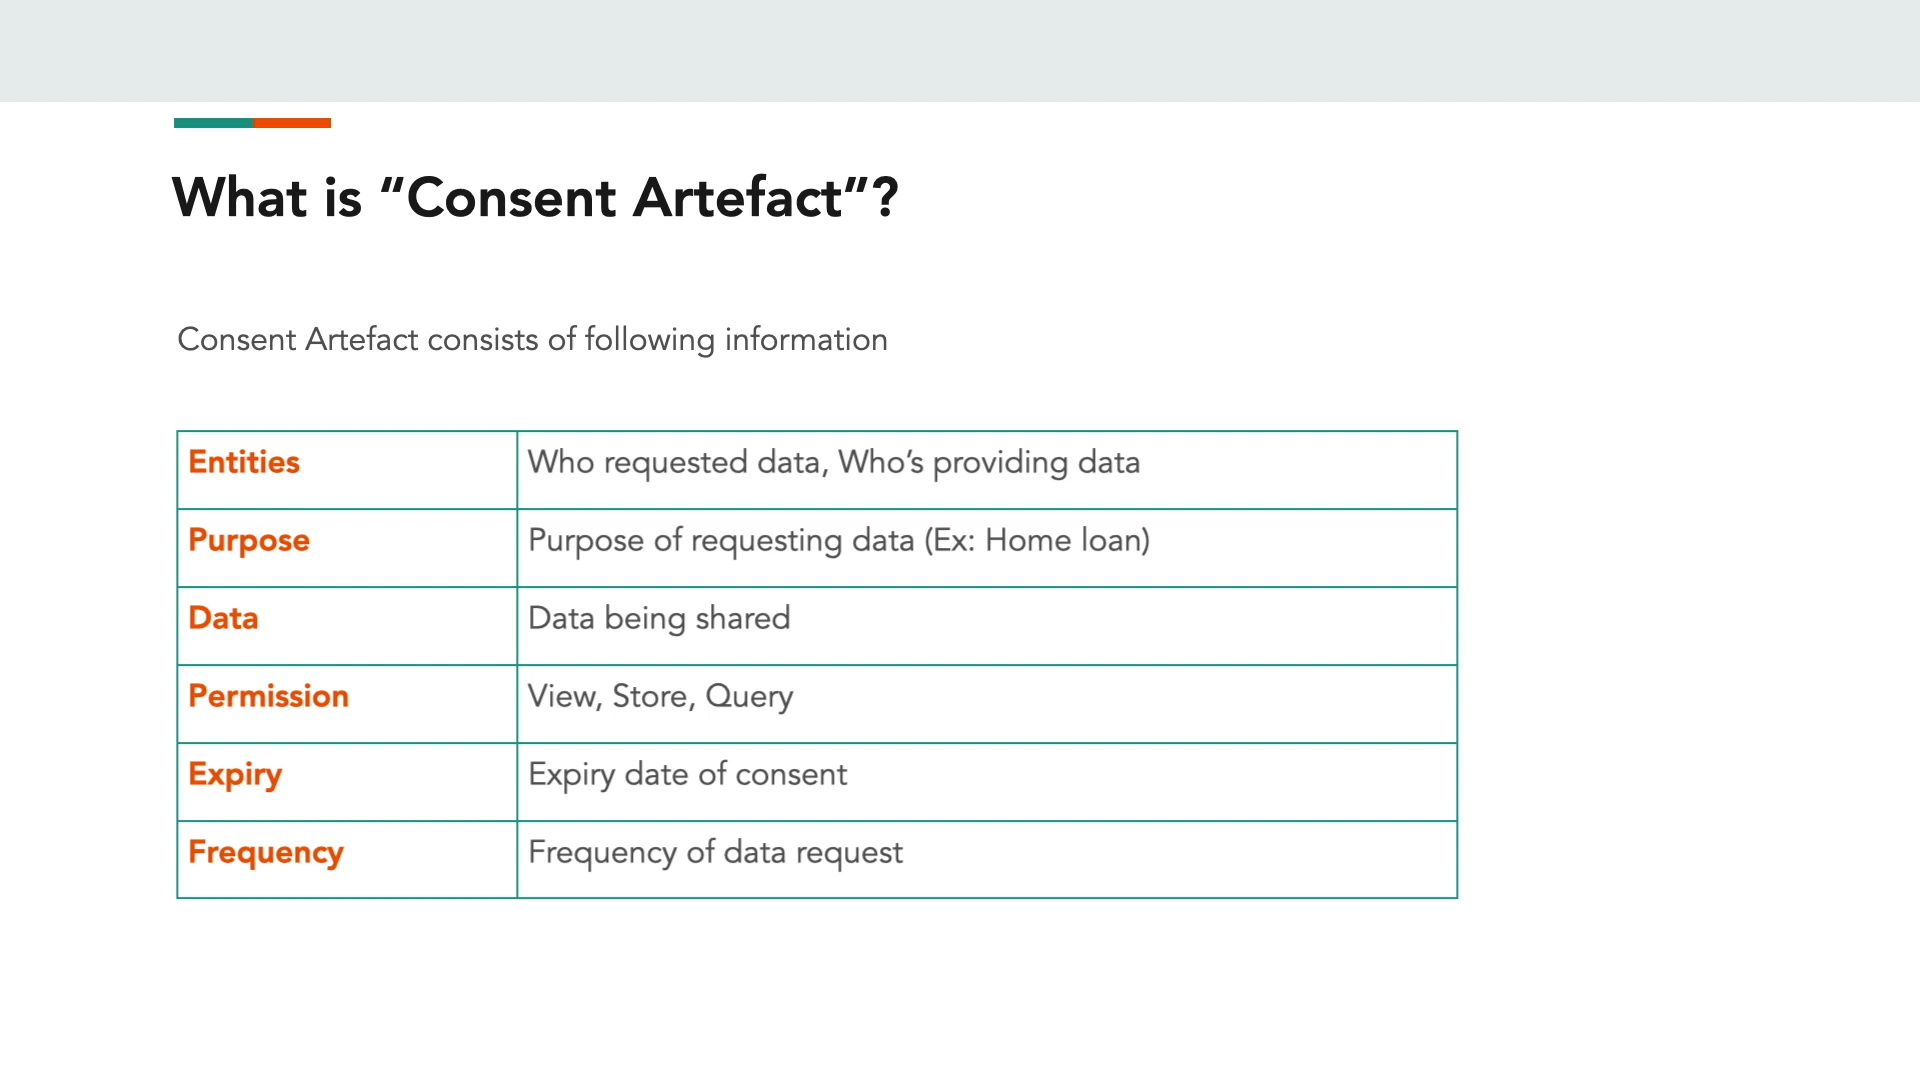 What is “Consent Artefact”?
Consent Artefact consists of following information
Entities
Who requested data, Who’s providing data
Purpose
Purpose of requesting data (Ex: Home loan)
Data
Data being shared
Permission
View, Store, Query
Expiry
Expiry date of consent
Frequency
Frequency of data request